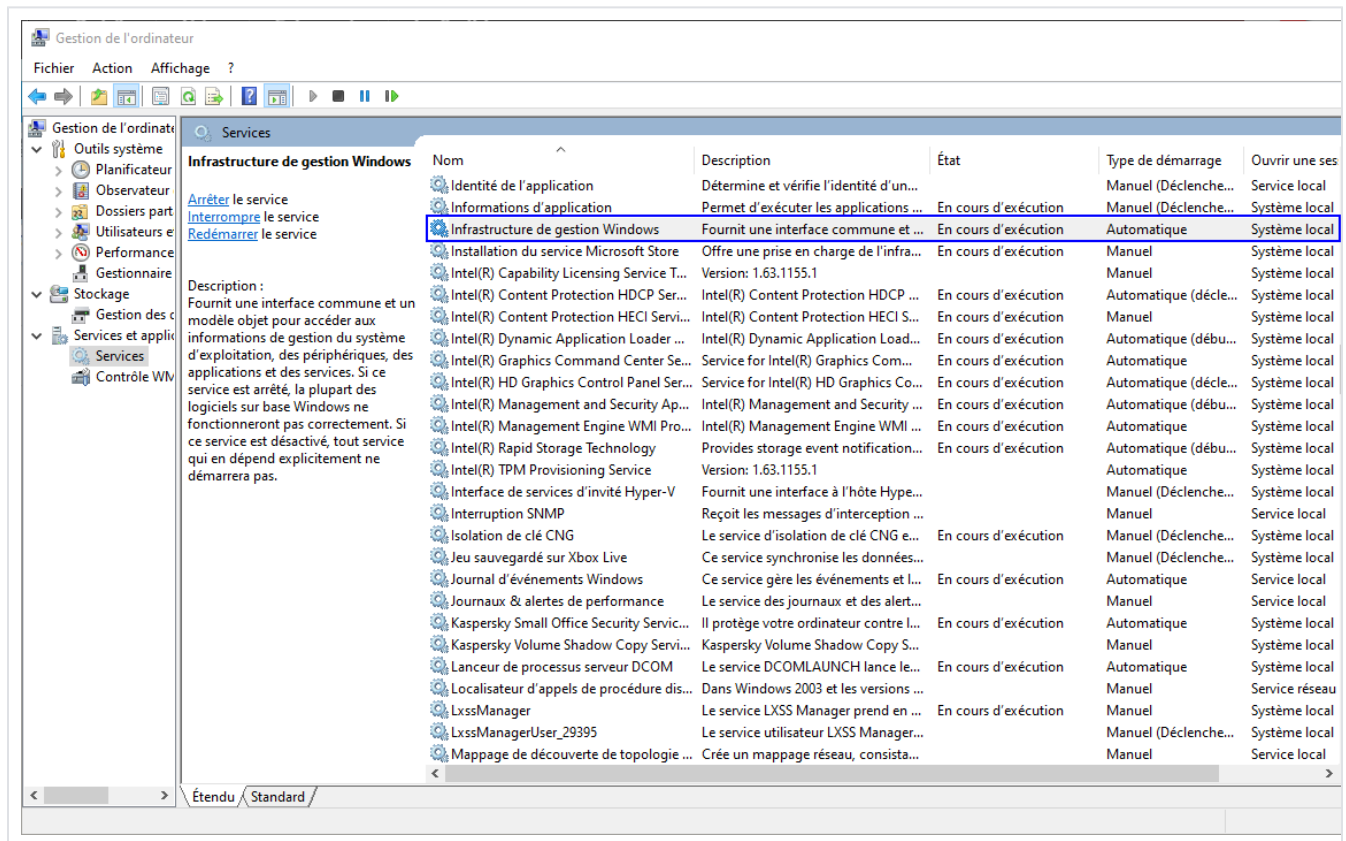 Gestion de l'ordinateur
Fichier Action Affichage ?
Gestion de l'ordinate
Outils système
Planificateur
Observateur
Dossiers part
Utilisateurs e
Performance
Gestionnaire
Stockage
Gestion des
Services et applic
Services
Contrôle WM
Services
Infrastructure de gestion Windows
Arrêter le service
Interrompre le service
Redémarrer le service
Description :
Fournit une interface commune et un
modèle objet pour accéder aux
informations de gestion du système
d'exploitation, des périphériques, des
applications et des services. Si ce
service est arrêté, la plupart des
logiciels sur base Windows ne
fonctionneront pas correctement. Si
ce service est désactivé, tout service
qui en dépend explicitement ne
démarrera pas.
Nom Description État Type de démarrage Ouvrir une ses
Identité de l'application Détermine et vérifie l'identité d'un... Manuel (Déclenche... Service local
Informations d'application Permet d'exécuter les applications ... En cours d'exécution Manuel (Déclenche... Système local
Infrastructure de gestion Windows Fournit une interface commune et ... En cours d'exécution Automatique Système local
Installation du service Microsoft Store Offre une prise en charge de l'infra... En cours d'exécution Manuel Système local
Intel(R) Capability Licensing Service T... Version: 1.63.1155.1 Manuel Système local
Intel(R) Content Protection HDCP Ser... Intel(R) Content Protection HDCP ... En cours d'exécution Automatique (décle... Système local
Intel(R) Content Protection HECI Servi... Intel(R) Content Protection HECI S... En cours d'exécution Manuel Système local
Intel(R) Dynamic Application Loader ... Intel(R) Dynamic Application Load... En cours d'exécution Automatique (débu... Système local
Intel(R) Graphics Command Center Se... Service for Intel(R) Graphics Com... En cours d'exécution Automatique Système local
Intel(R) HD Graphics Control Panel Ser... Service for Intel(R) HD Graphics Co... En cours d'exécution Automatique (décle... Système local
Intel(R) Management and Security Ap... Intel(R) Management and Security ... En cours d'exécution Automatique (débu... Système local
Intel(R) Management Engine WMI Pro... Intel(R) Management Engine WMI ... En cours d'exécution Automatique Système local
Intel(R) Rapid Storage Technology Provides storage event notification... En cours d'exécution Automatique (débu... Système local
Intel(R) TPM Provisioning Service Version: 1.63.1155.1 Automatique Système local
Interface de services d'invité Hyper-V Fournit une interface à l'hôte Hype... Manuel (Déclenche... Système local
Interruption SNMP Reçoit les messages d'interception ... Manuel Service local
Isolation de clé CNG Le service d'isolation de clé CNG e... En cours d'exécution Manuel (Déclenche... Système local
Jeu sauvegardé sur Xbox Live Ce service synchronise les données... Manuel (Déclenche... Système local
Journal d'événements Windows Ce service gère les événements et l... En cours d'exécution Automatique Service local
Journaux & alertes de performance Le service des journaux et des alert... Manuel Service local
Kaspersky Small Office Security Servic... Il protège votre ordinateur contre l... En cours d'exécution Automatique Système local
Kaspersky Volume Shadow Copy Servi... Kaspersky Volume Shadow Copy S... Manuel Système local
Lanceur de processus serveur DCOM Le service DCOMLAUNCH lance le... En cours d'exécution Automatique Système local
Localisateur d'appels de procédure dis... Dans Windows 2003 et les versions ... Manuel Service réseau
LxssManager Le service LXSS Manager prend en ... En cours d'exécution Manuel Système local
LxssManagerUser_29395 Le service utilisateur LXSS Manager... Manuel (Déclenche... Système local
Mappage de découverte de topologie ... Crée un mappage réseau, consista... Manuel Service local
Étendu Standard